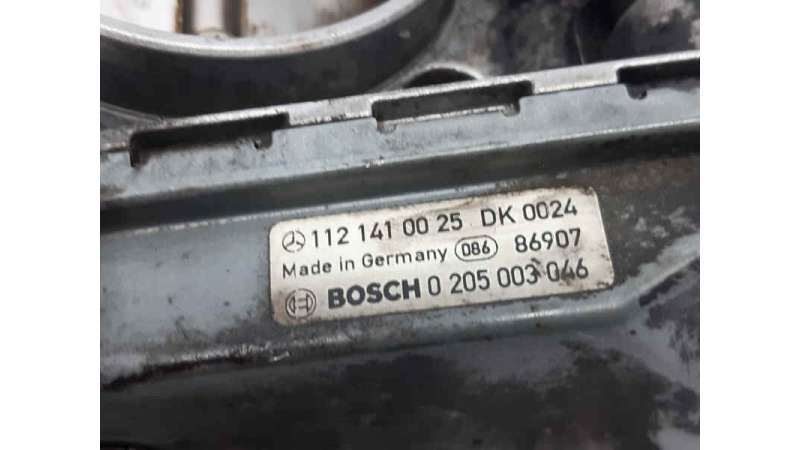 112 141 00 25 DK 0024
Made in Germany 086 86907
BOSCH 0 205 003 046